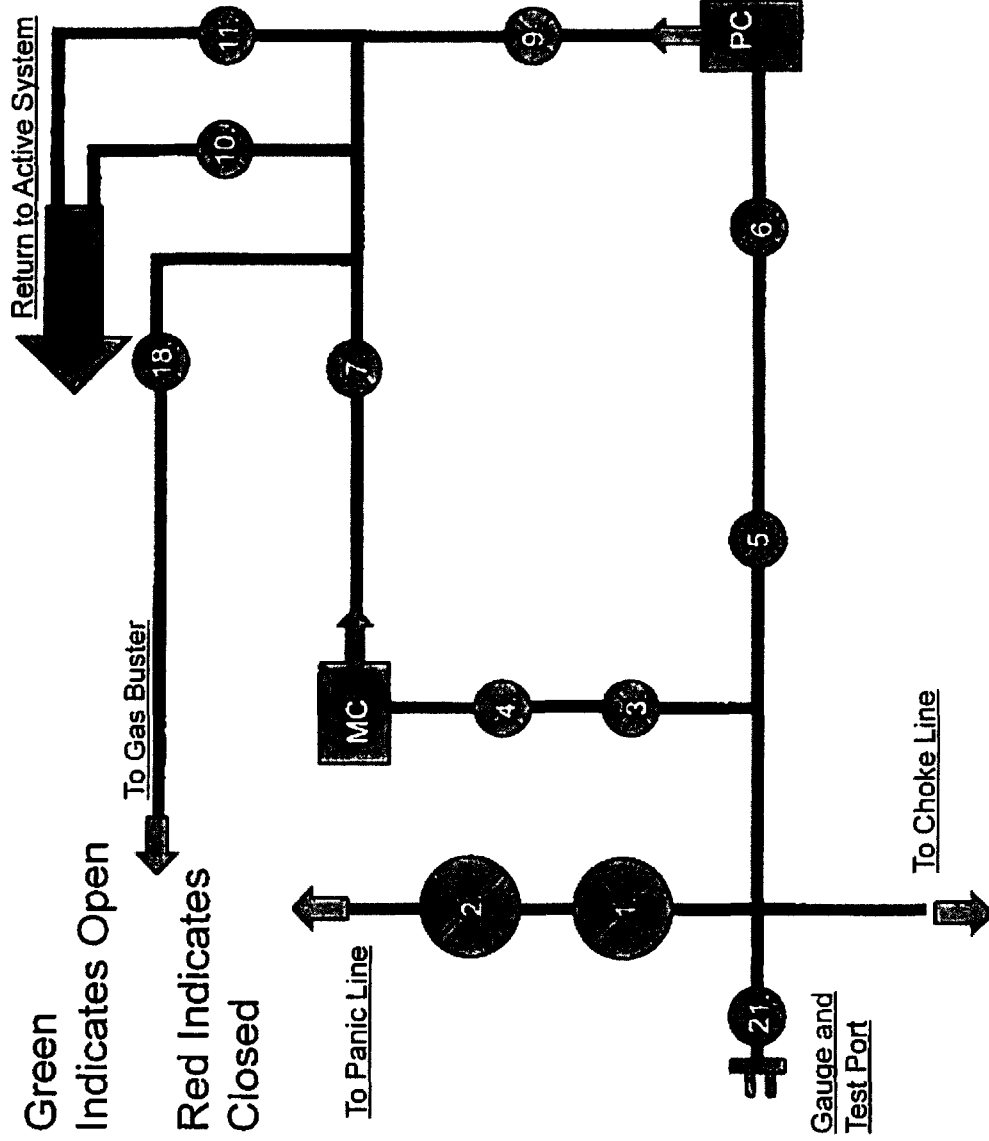 Green
Indicates Open
Return to Active System
To Gas Buster
Red Indicates
Closed
18.
10.
11.
To Panic Line
MC
7
2.
4.
9
1.
3.
PC
Gauge and
Test Port
21.
5
6
To Choke Line